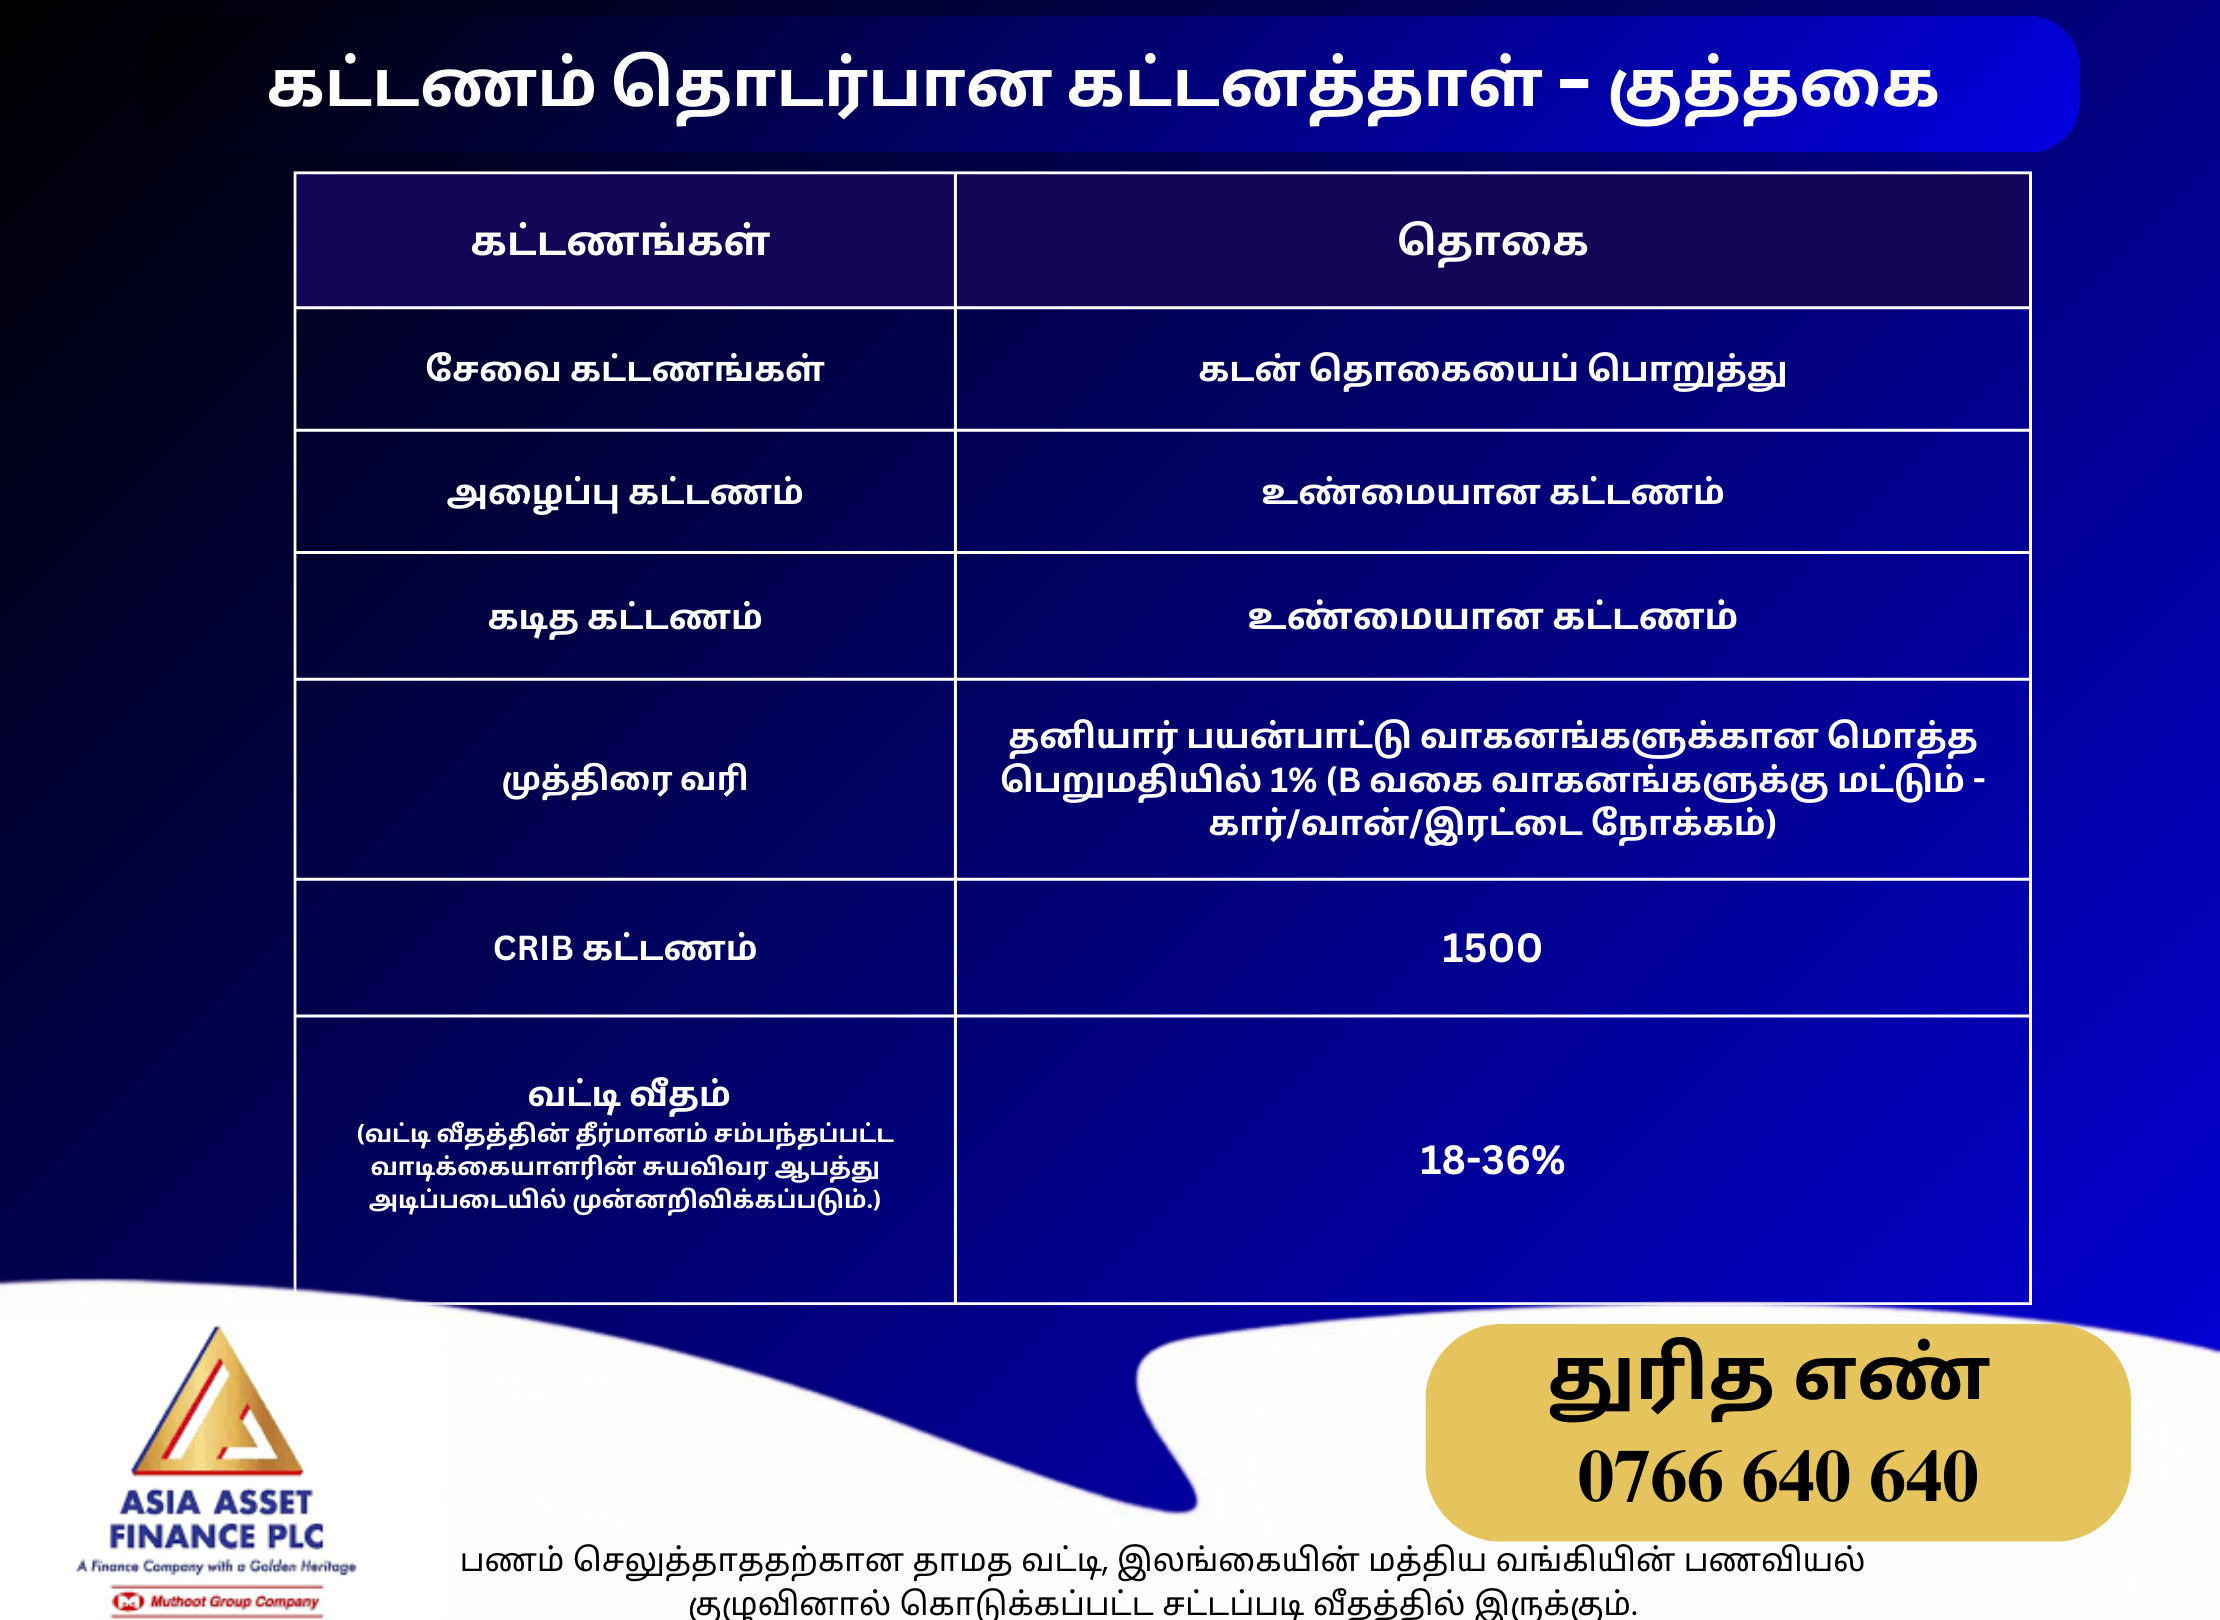 கட்டணம் தொடர்பான கட்டனத்தாள் – குத்தகை
கட்டணங்கள்
தொகை
சேவை கட்டணங்கள்
கடன் தொகையைப் பொறுத்து
அழைப்பு கட்டணம்
உண்மையான கட்டணம்
கடித கட்டணம்
உண்மையான கட்டணம்
முத்திரை வரி
தனியார் பயன்பாட்டு வாகனங்களுக்கான மொத்த
பெறுமதியில் 1% (B வகை வாகனங்களுக்கு மட்டும் -
கார்/வான்/இரட்டை நோக்கம்)
CRIB கட்டணம்
1500
வட்டி வீதம்
(வட்டி வீதத்தின் தீர்மானம் சம்பந்தப்பட்ட
வாடிக்கையாளரின் சுயவிவர ஆபத்து
அடிப்படையில் முன்னறிவிக்கப்படும்.)
18-36%
துரித எண்
0766 640 640
ASIA ASSET
FINANCE PLC
A Finance Company with a Golden Heritage
Muthoot Group Company
பணம் செலுத்தாததற்கான தாமத வட்டி, இலங்கையின் மத்திய வங்கியின் பணவியல்
குழுவினால் கொடுக்கப்பட்ட சட்டப்படி வீதத்தில் இருக்கும்.